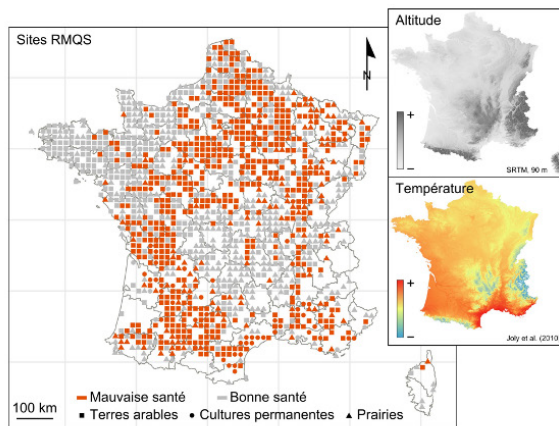 Sites RMQS
N
Mauvaise santé
Bonne santé
Terres arables
Cultures permanentes
Prairies
100 km
Altitude
+
−
SRTM, 90 m
Température
+
−
Joly et al. (2010)